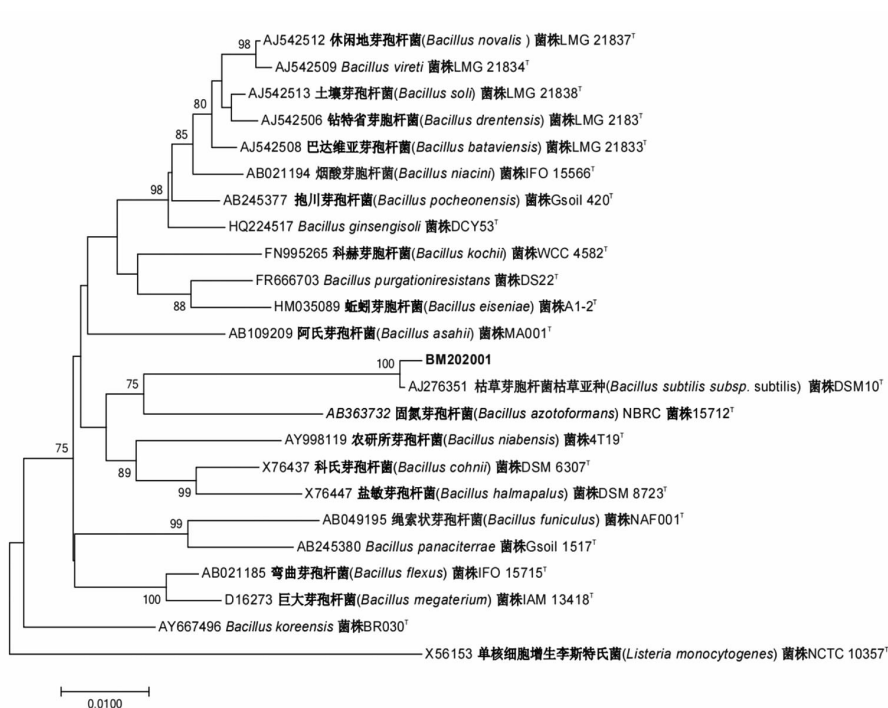 AJ542512 休闲地芽孢杆菌(Bacillus novalis ) 菌株LMG 21837T
98
AJ542509 Bacillus vireti 菌株LMG 21834T
AJ542513 土壤芽孢杆菌(Bacillus soli) 菌株LMG 21838T
80
AJ542506 钻特省芽胞杆菌(Bacillus drentensis) 菌株LMG 2183T
85
AJ542508 巴达维亚芽孢杆菌(Bacillus bataviensis) 菌株LMG 21833T
AB021194 烟酸芽胞杆菌(Bacillus niacini) 菌株IFO 15566T
98
AB245377 抱川芽孢杆菌(Bacillus pocheonensis) 菌株Gsoil 420T
HQ224517 Bacillus ginsengisoli 菌株DCY53T
FN995265 科赫芽胞杆菌(Bacillus kochii) 菌株WCC 4582T
FR666703 Bacillus purgationiresistans 菌株DS22T
88
HM035089 蚯蚓芽胞杆菌(Bacillus eiseniae) 菌株A1-2T
AB109209 阿氏芽孢杆菌(Bacillus asahii) 菌株MA001T
100
BM202001
75
AJ276351 枯草芽胞杆菌枯草亚种(Bacillus subtilis subsp. subtilis) 菌株DSM10T
AB363732 固氮芽孢杆菌(Bacillus azotoformans) NBRC 菌株15712T
75
AY998119 农研所芽孢杆菌(Bacillus niabensis) 菌株4T19T
89
X76437 科氏芽孢杆菌(Bacillus cohnii) 菌株DSM 6307T
99
X76447 盐敏芽孢杆菌(Bacillus halmapalus) 菌株DSM 8723T
AB049195 绳索状芽孢杆菌(Bacillus funiculus) 菌株NAF001T
99
AB245380 Bacillus panaciterrae 菌株Gsoil 1517T
AB021185 弯曲芽孢杆菌(Bacillus flexus) 菌株IFO 15715T
100
D16273 巨大芽孢杆菌(Bacillus megaterium) 菌株IAM 13418T
AY667496 Bacillus koreensis 菌株BR030T
X56153 单核细胞增生李斯特氏菌(Listeria monocytogenes) 菌株NCTC 10357T
0.0100